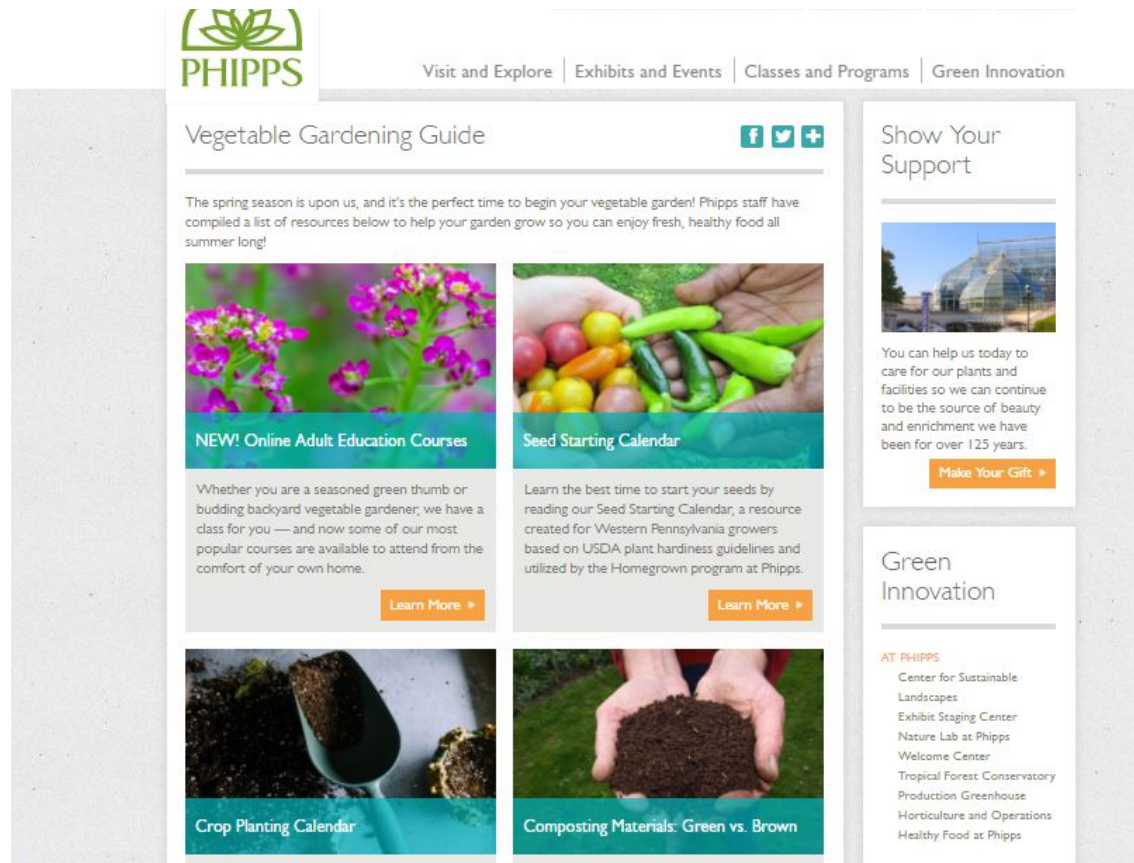 PHIPPS
Visit and Explore
Exhibits and Events
Classes and Programs
Green Innovation
Vegetable Gardening Guide
The spring season is upon us, and it's the perfect time to begin your vegetable garden! Phipps staff have
compiled a list of resources below to help your garden grow so you can enjoy fresh, healthy food all
summer long!
NEW! Online Adult Education Courses
Whether you are a seasoned green thumb or
budding backyard vegetable gardener, we have a
class for you — and now some of our most
popular courses are available to attend from the
comfort of your own home.
Learn More
Seed Starting Calendar
Learn the best time to start your seeds by
reading our Seed Starting Calendar, a resource
created for Western Pennsylvania growers
based on USDA plant hardiness guidelines and
utilized by the Homegrown program at Phipps.
Learn More
Crop Planting Calendar
Composting Materials: Green vs. Brown
Show Your
Support
You can help us today to
care for our plants and
facilities so we can continue
to be the source of beauty
and enrichment we have
been for over 125 years.
Make Your Gift
Green
Innovation
AT PHIPPS
Center for Sustainable
Landscapes
Exhibit Staging Center
Nature Lab at Phipps
Welcome Center
Tropical Forest Conservatory
Production Greenhouse
Horticulture and Operations
Healthy Food at Phipps